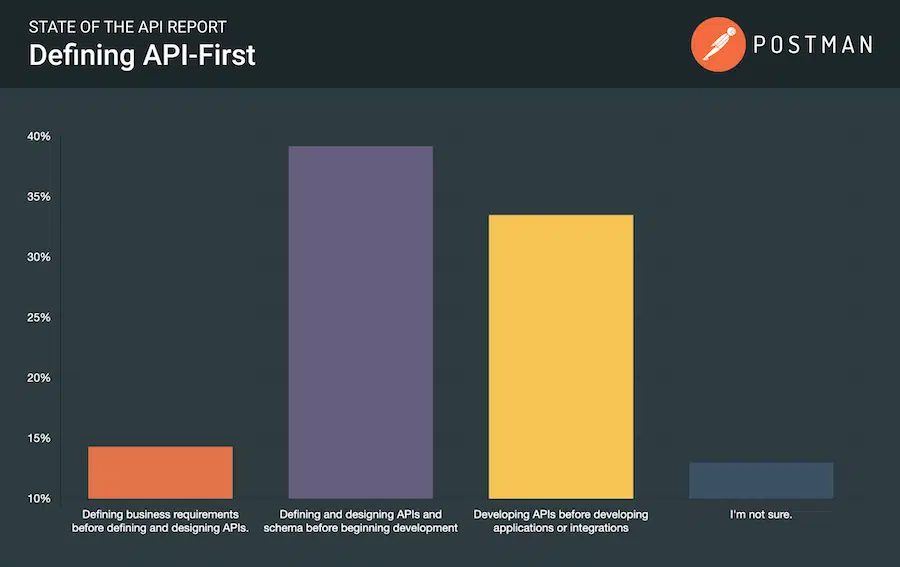 STATE OF THE API REPORT
Defining API-First
POSTMAN
40%
35%
30%
25%
20%
15%
10%
Defining business requirements
before defining and designing APIs.
Defining and designing APIs and
schema before beginning development
Developing APIs before developing
applications or integrations
I'm not sure.